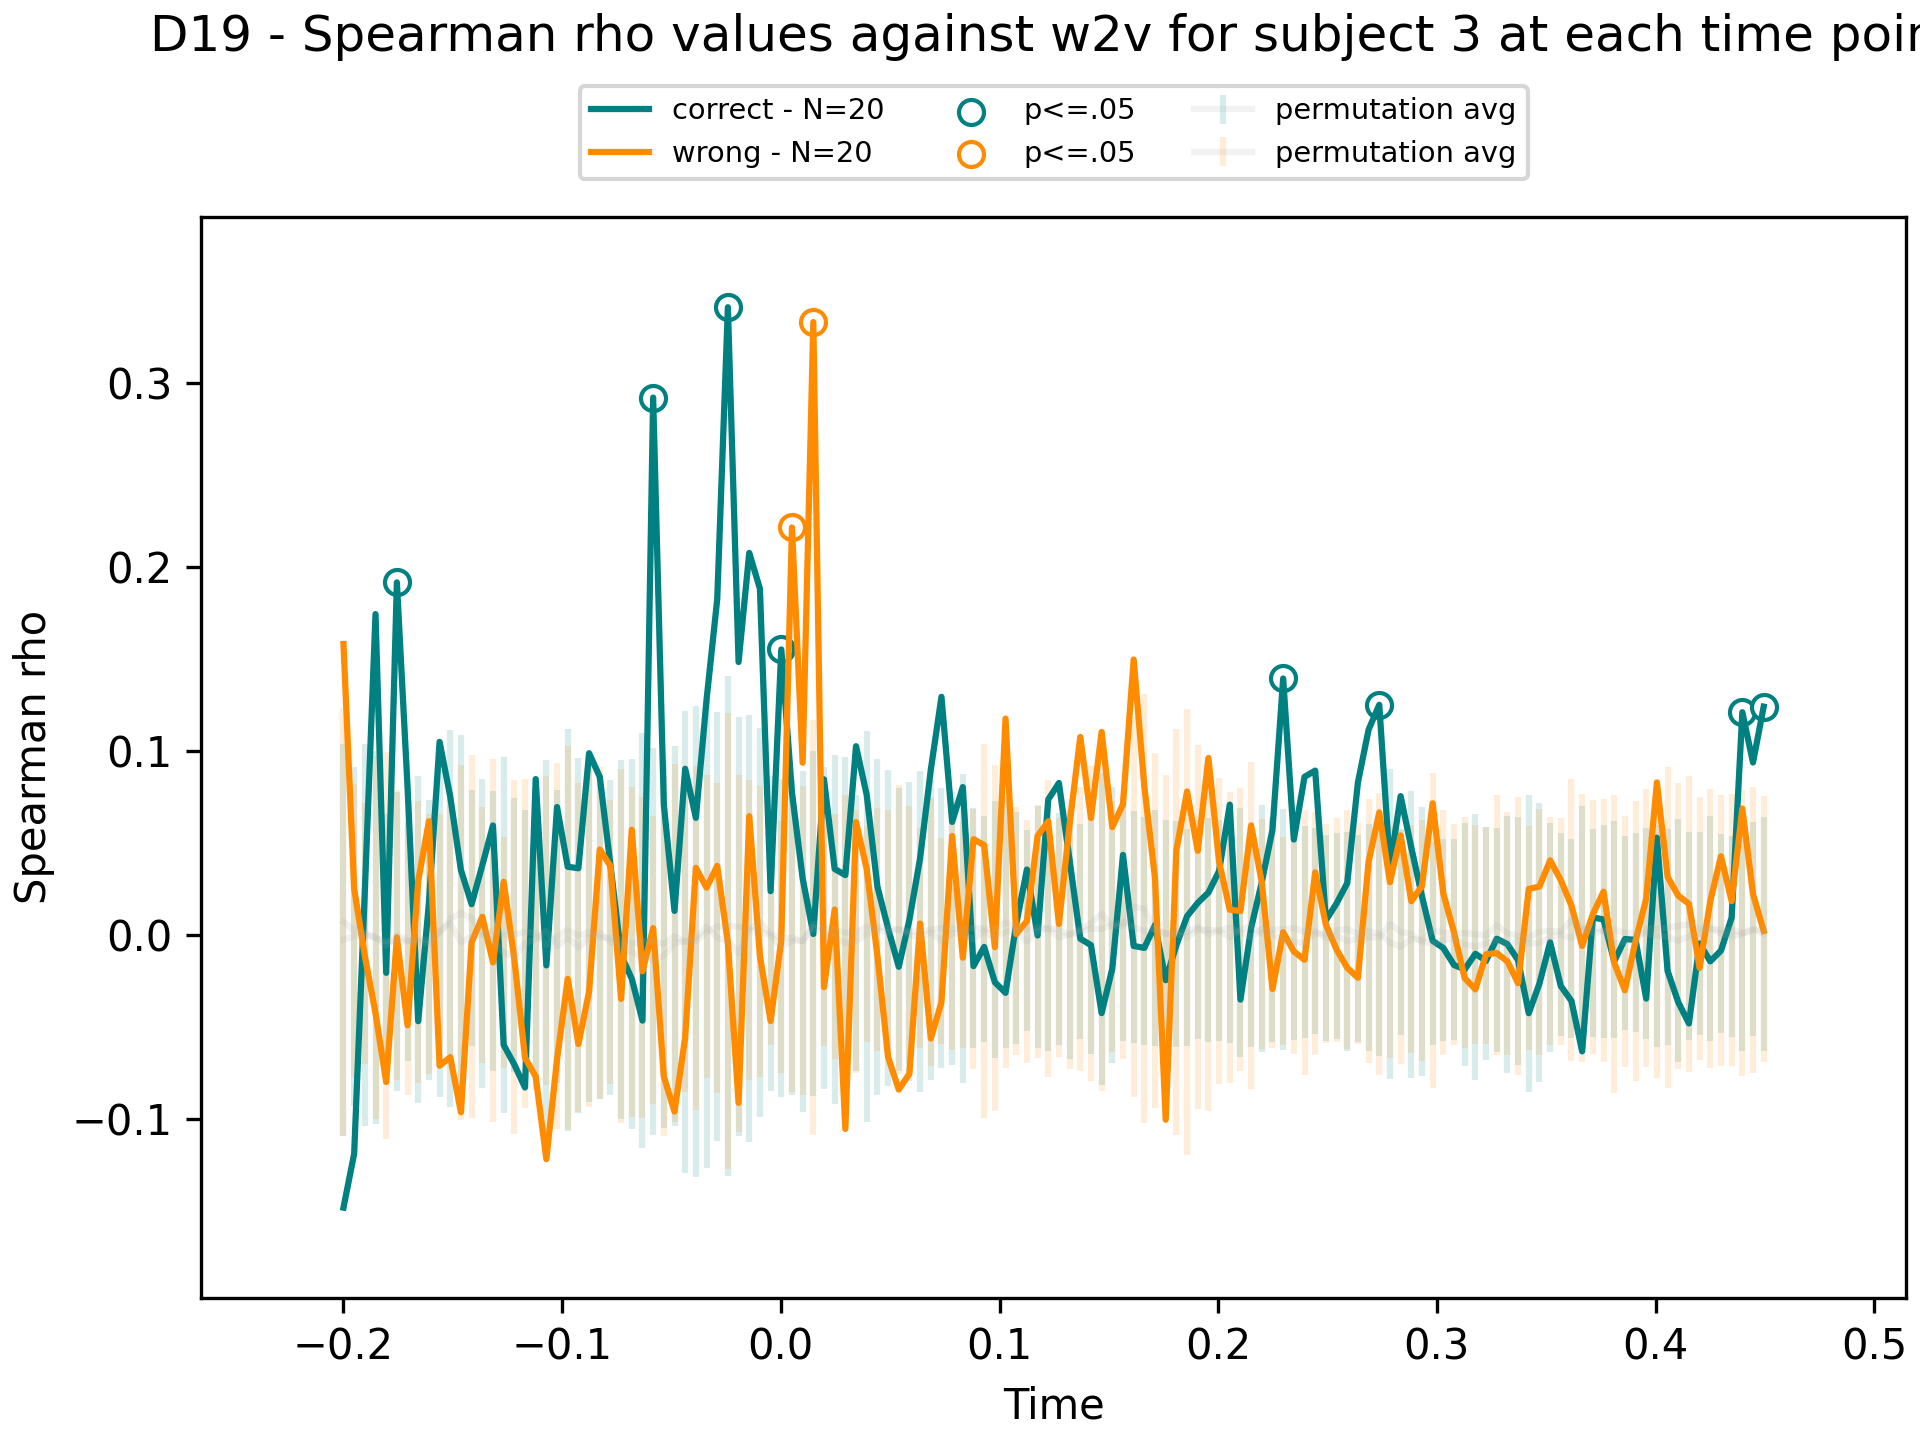 D19 - Spearman rho values against w2v for subject 3 at each time
correct - N=20 p<=.05 permutation avg
wrong - N=20 p<=.05 permutation avg
Spearman rho
0.3
0.2
0.1
0.0
−0.1
−0.2 −0.1 0.0 0.1 0.2 0.3 0.4 0.5
Time